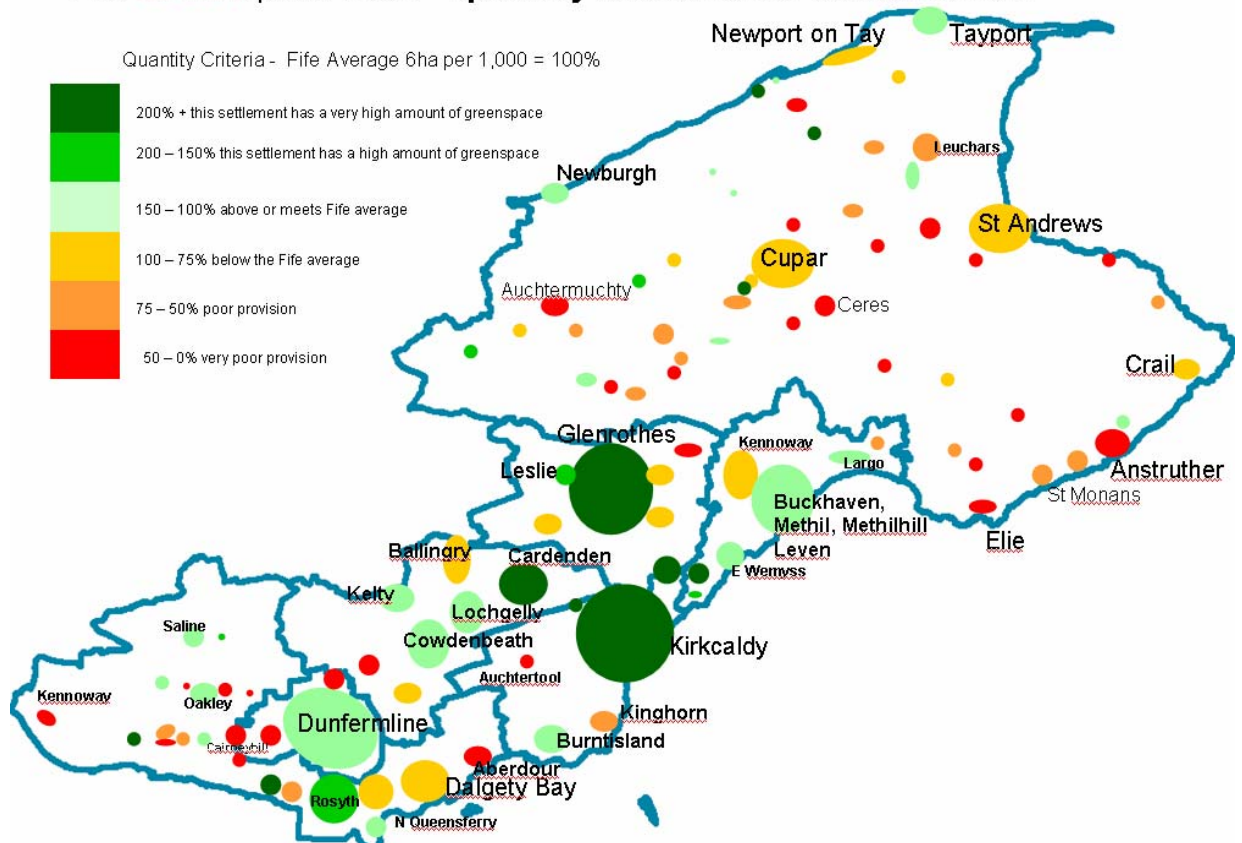 Quantity Criteria - Fife Average 6ha per 1,000 = 100%
200% + this settlement has a very high amount of greenspace
200 – 150% this settlement has a high amount of greenspace
150 – 100% above or meets Fife average
100 – 75% below the Fife average
75 – 50% poor provision
50 – 0% very poor provision
Newport on Tay
Tayport
Leuchars
Newburgh
St Andrews
Cupar
Auchtermuchty
Ceres
Crail
Glenrothes
Kennoway
Leslie
Largo
Anstruther
St Monans
Buckhaven,
Methil, Methilhill
Leven
Elie
Ballingry
Cardenden
E Wemyss
Kelty
Lochgelly
Saline
Cowdenbeath
Kirkcaldy
Auchtertool
Kennoway
Oakley
Dunfermline
Kinghorn
Cairneyhill
Burntisland
Aberdour
Dalgety Bay
Rosyth
N Queensferry